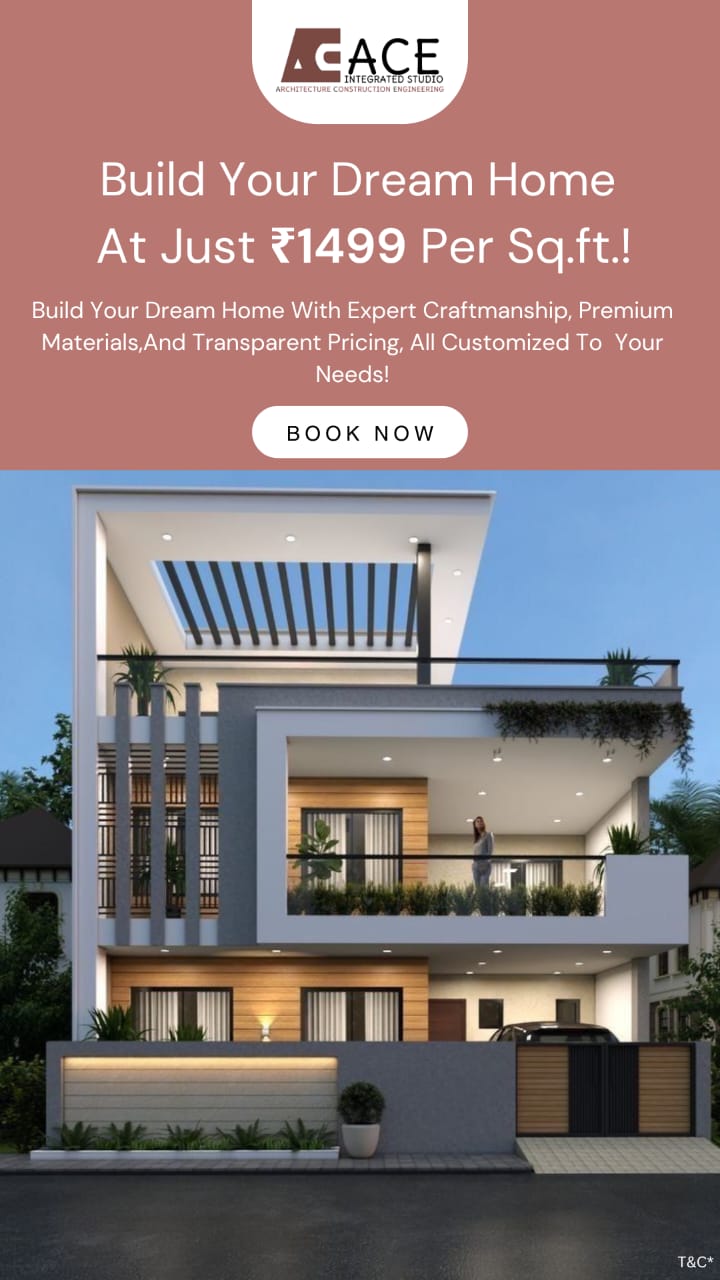 ACE
INTEGRATED STUDIO
ARCHITECTURE CONSTRUCTION ENGINEERING
Build Your Dream Home
At Just ₹1499 Per Sq.ft.!
Build Your Dream Home With Expert Craftmanship, Premium
Materials,And Transparent Pricing, All Customized To Your
Needs!
BOOK NOW
T&C*